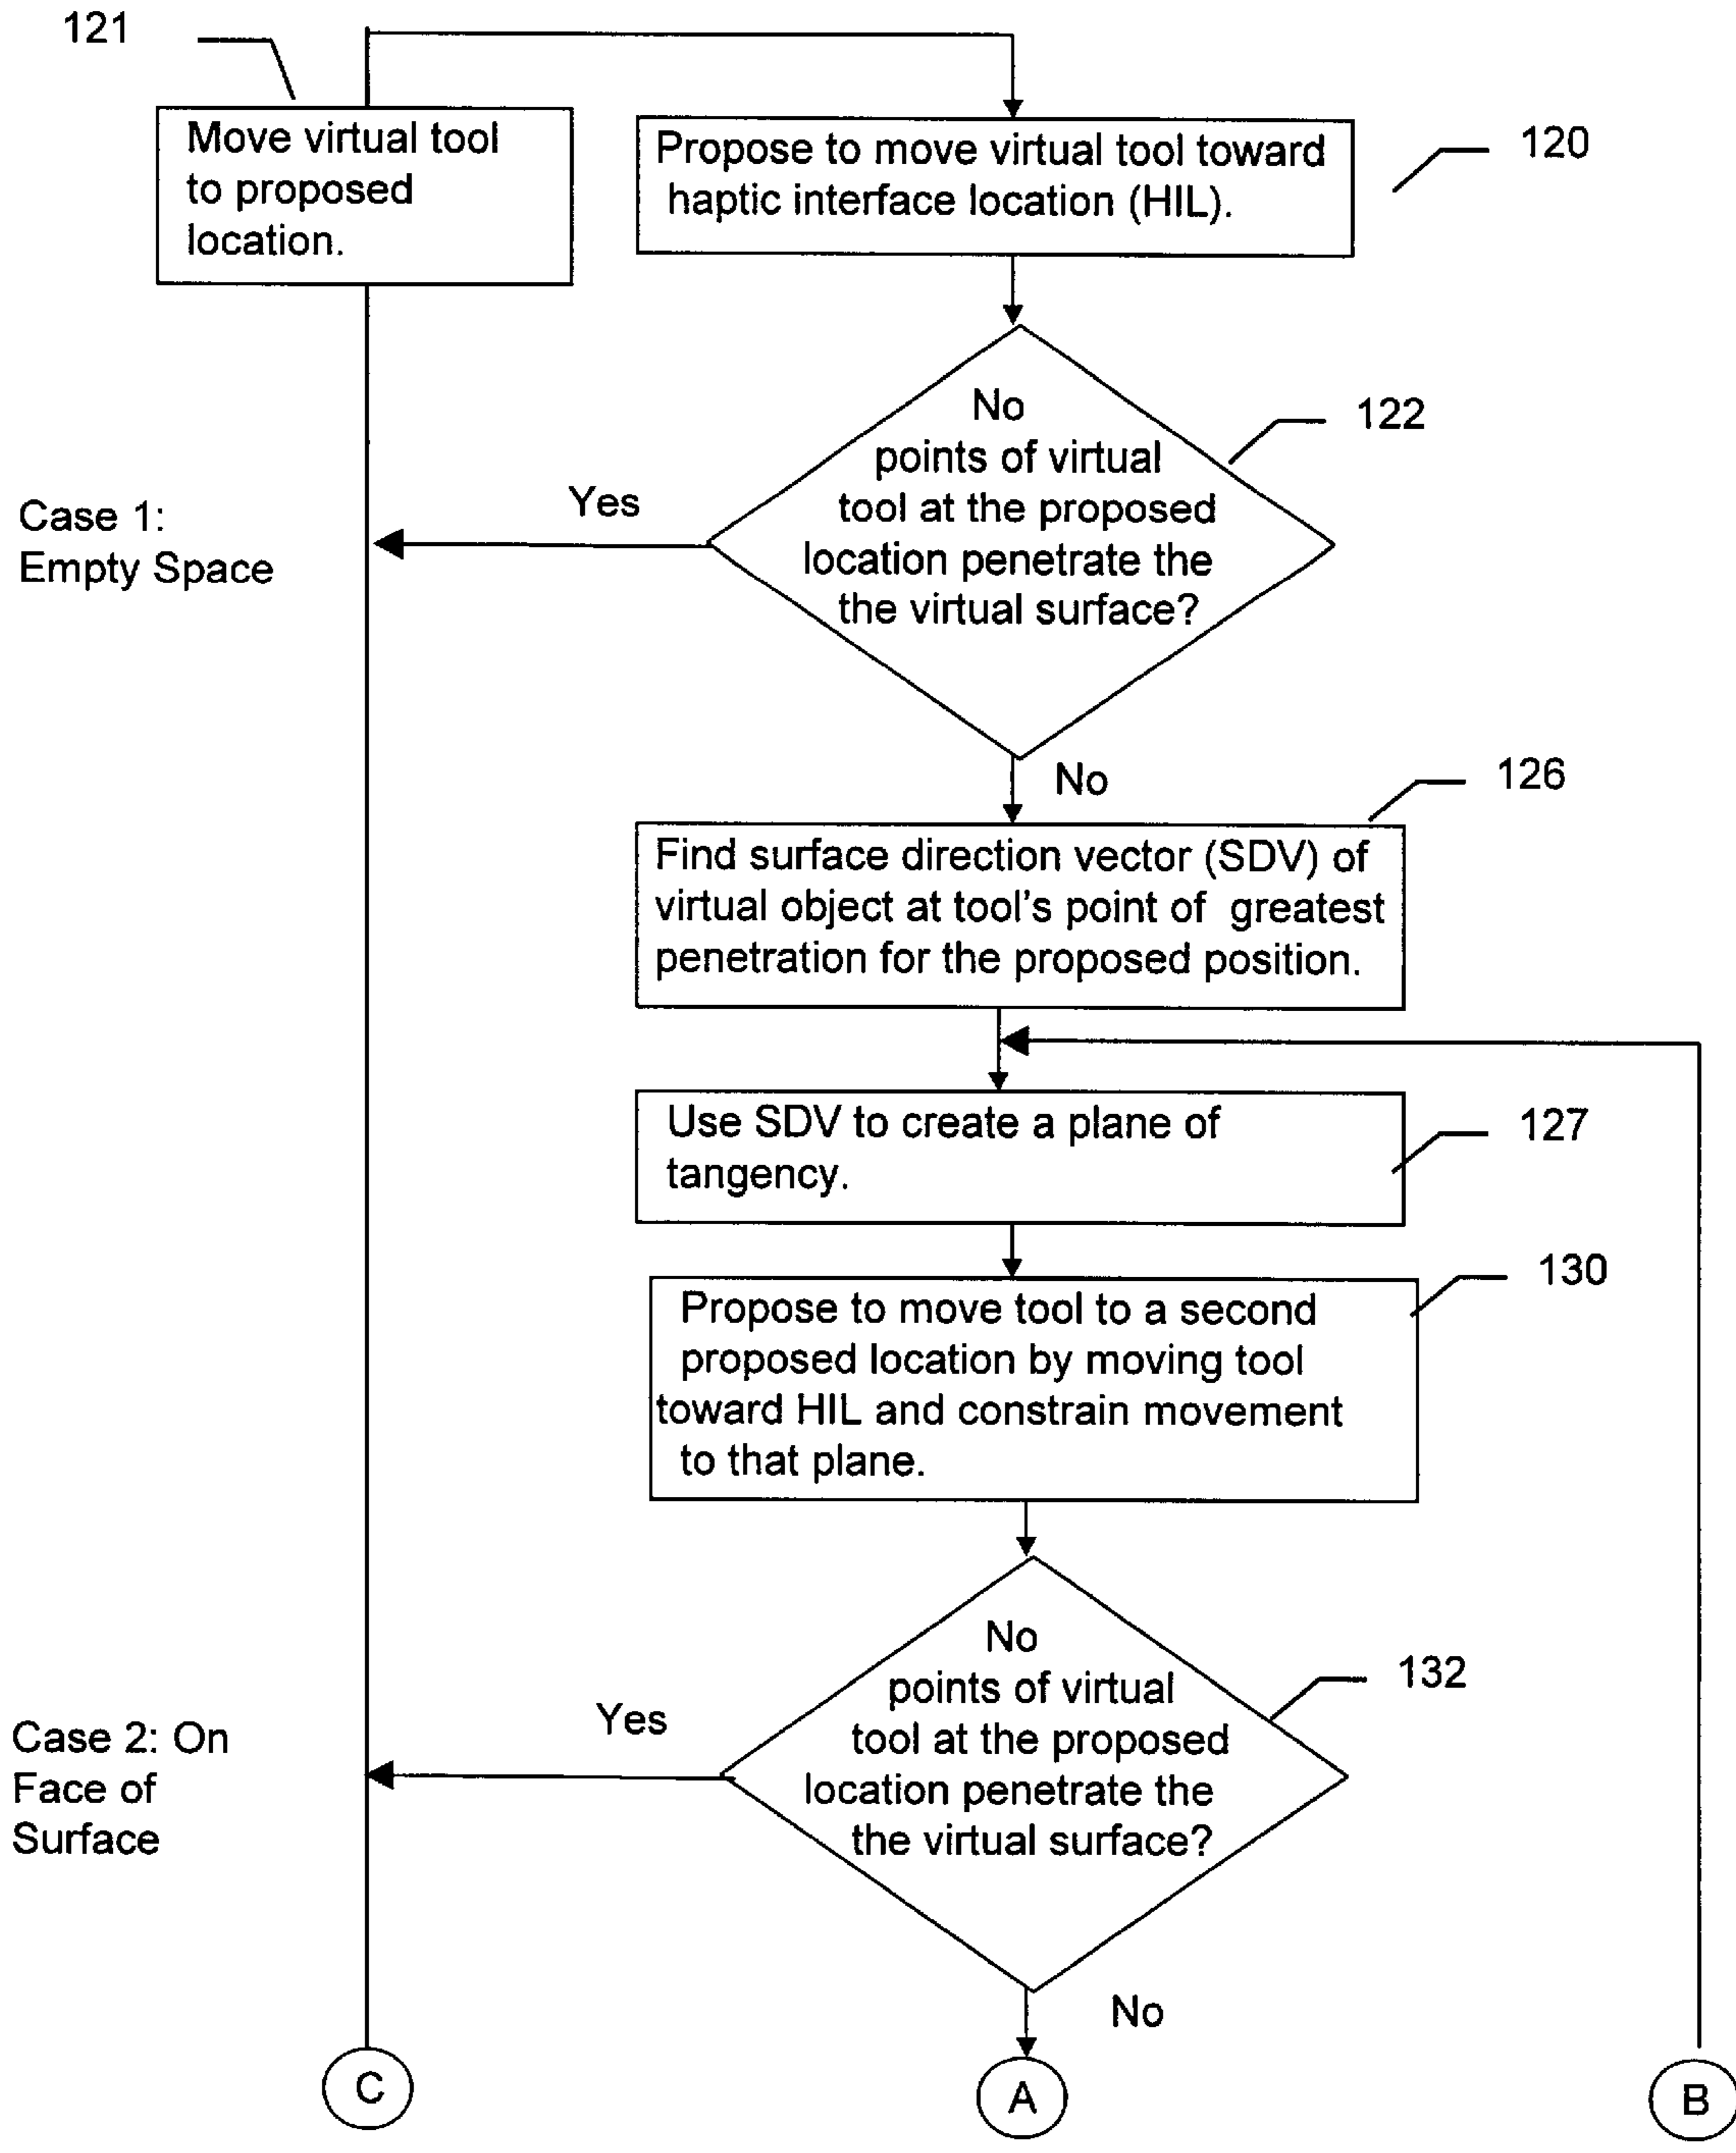 121
Move virtual tool
to proposed
location.
Propose to move virtual tool toward
haptic interface location (HIL).
120
No
points of virtual
tool at the proposed
location penetrate the
the virtual surface?
122
Yes
Case 1:
Empty Space
No
126
Find surface direction vector (SDV) of
virtual object at tool's point of greatest
penetration for the proposed position.
Use SDV to create a plane of
tangency.
127
130
Propose to move tool to a second
proposed location by moving tool
toward HIL and constrain movement
to that plane.
No
points of virtual
tool at the proposed
location penetrate the
the virtual surface?
132
Yes
Case 2: On
Face of
Surface
No
C
A
B